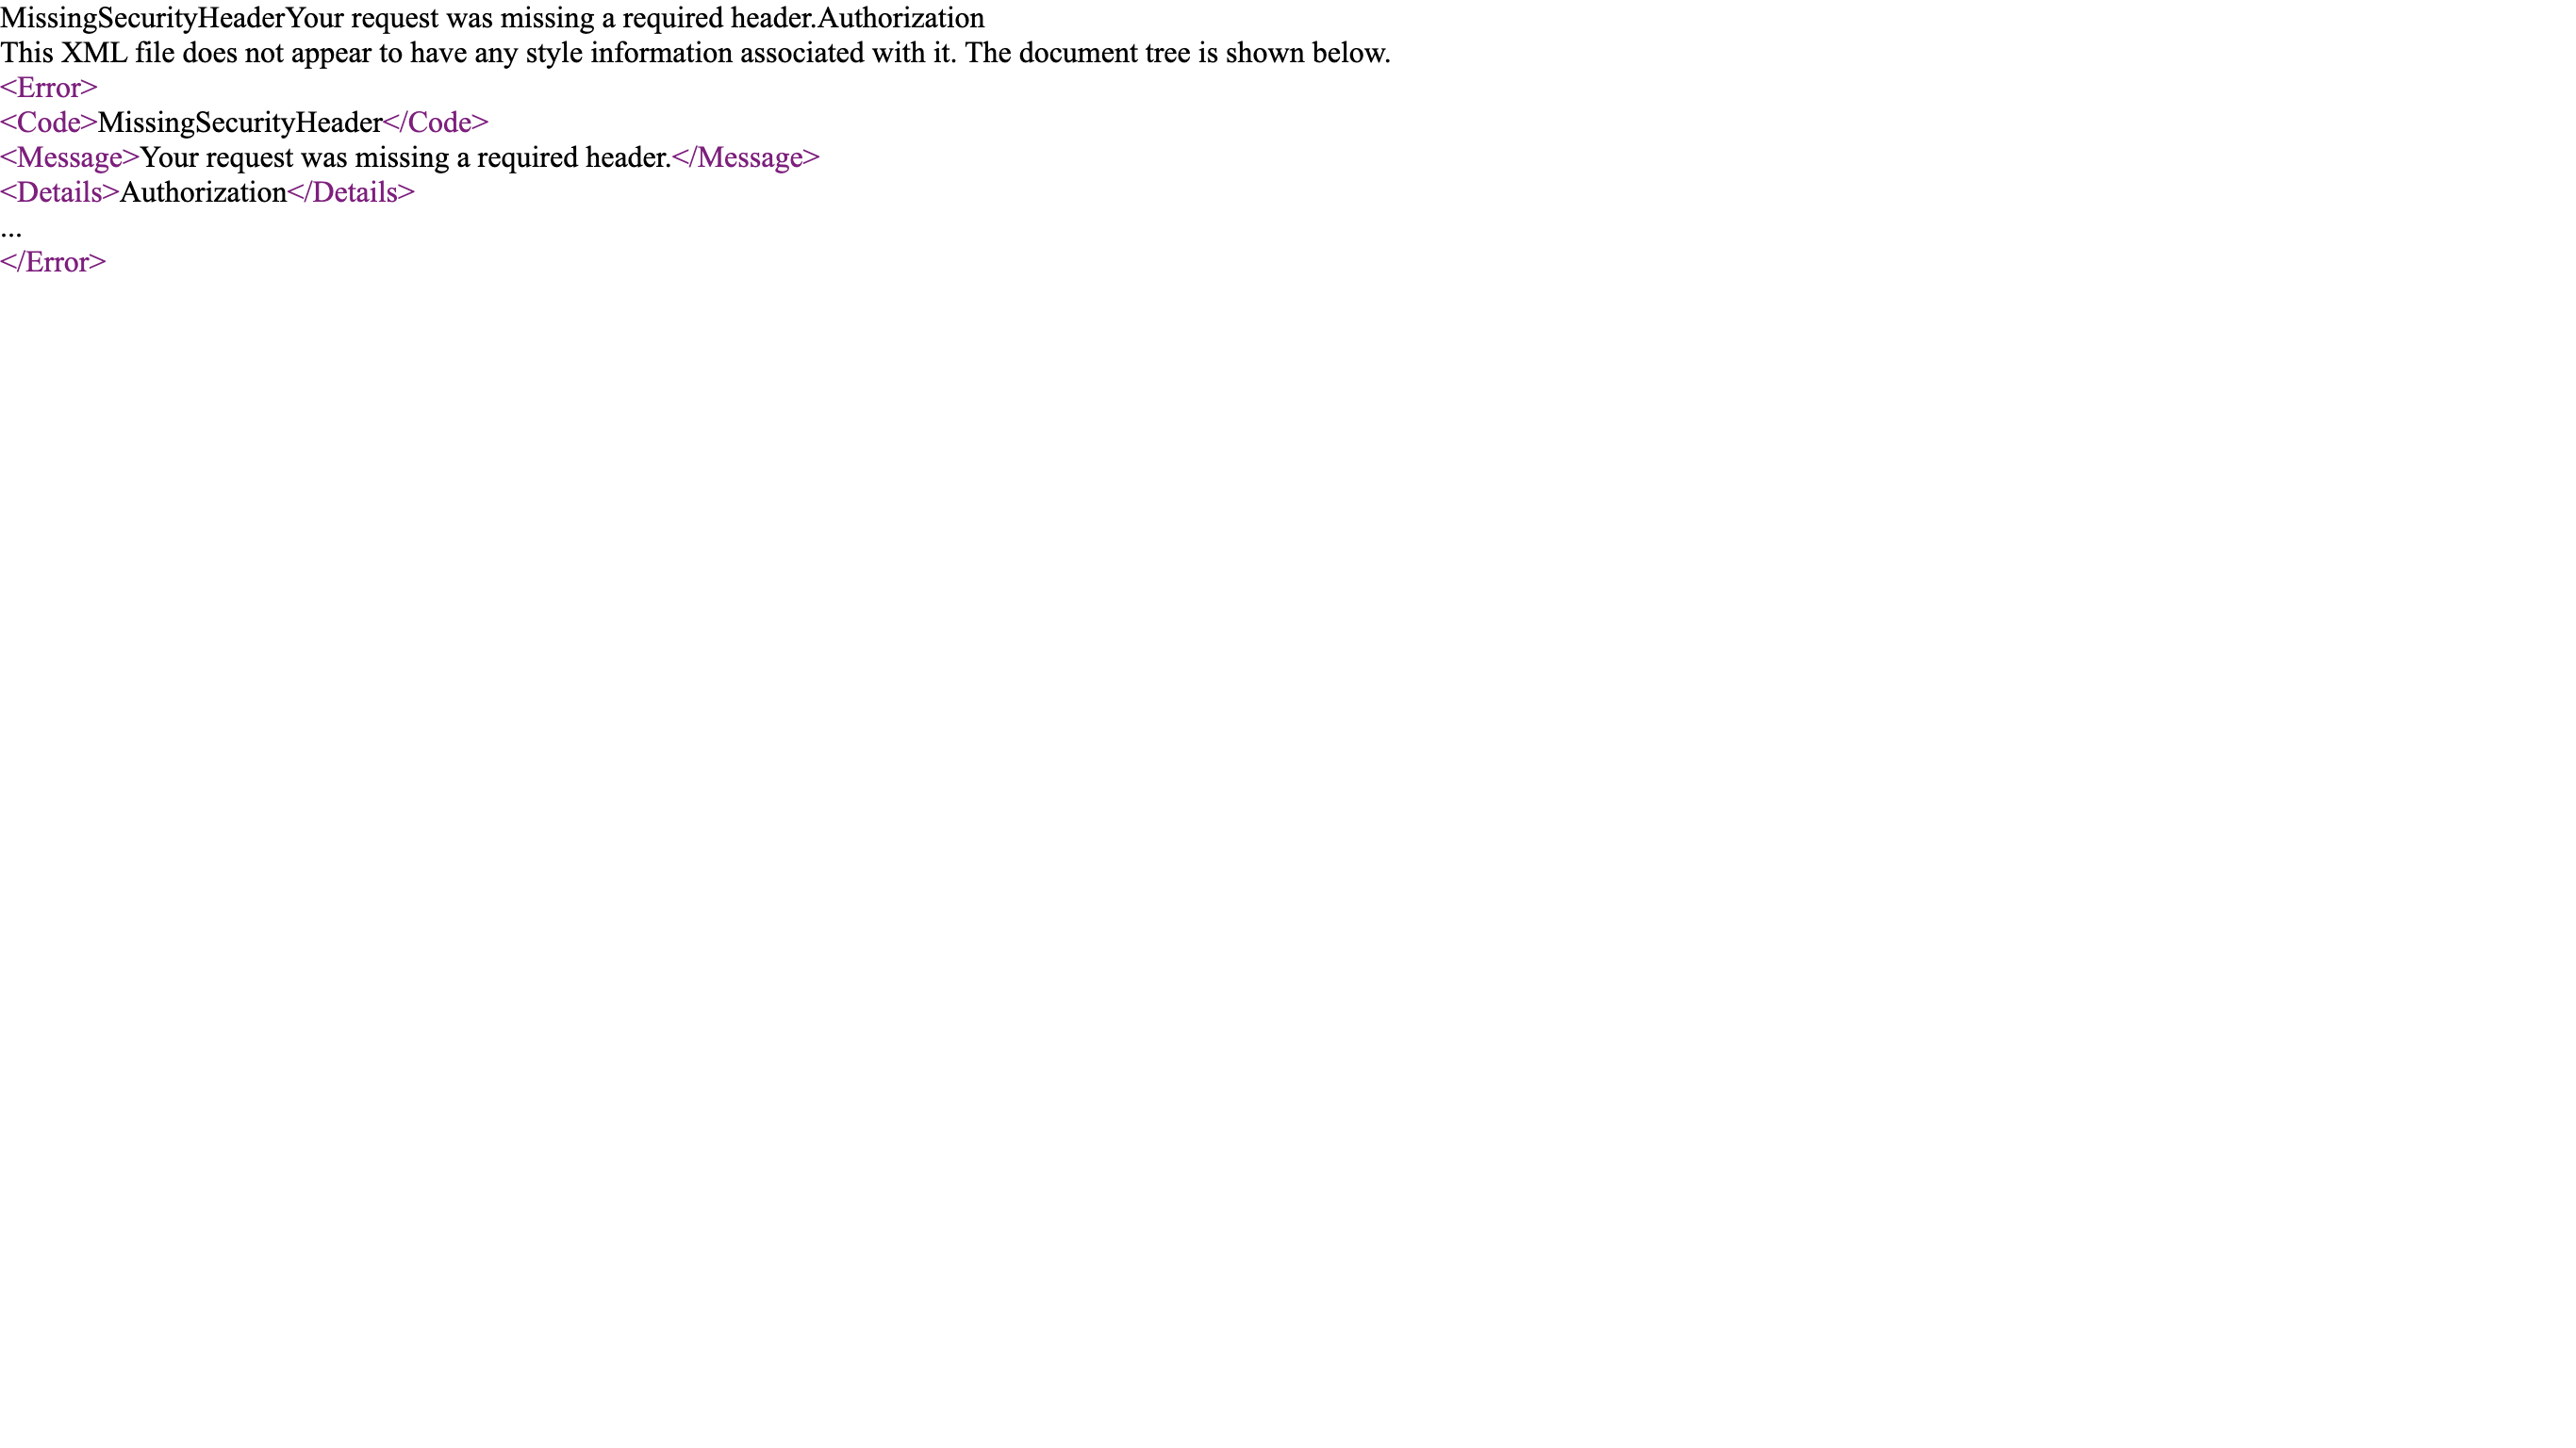 MissingSecurityHeaderYour request was missing a required header.Authorization
This XML file does not appear to have any style information associated with it. The document tree is shown below.
<Error>
<Code>MissingSecurityHeader</Code>
<Message>Your request was missing a required header.</Message>
<Details>Authorization</Details>
...
</Error>